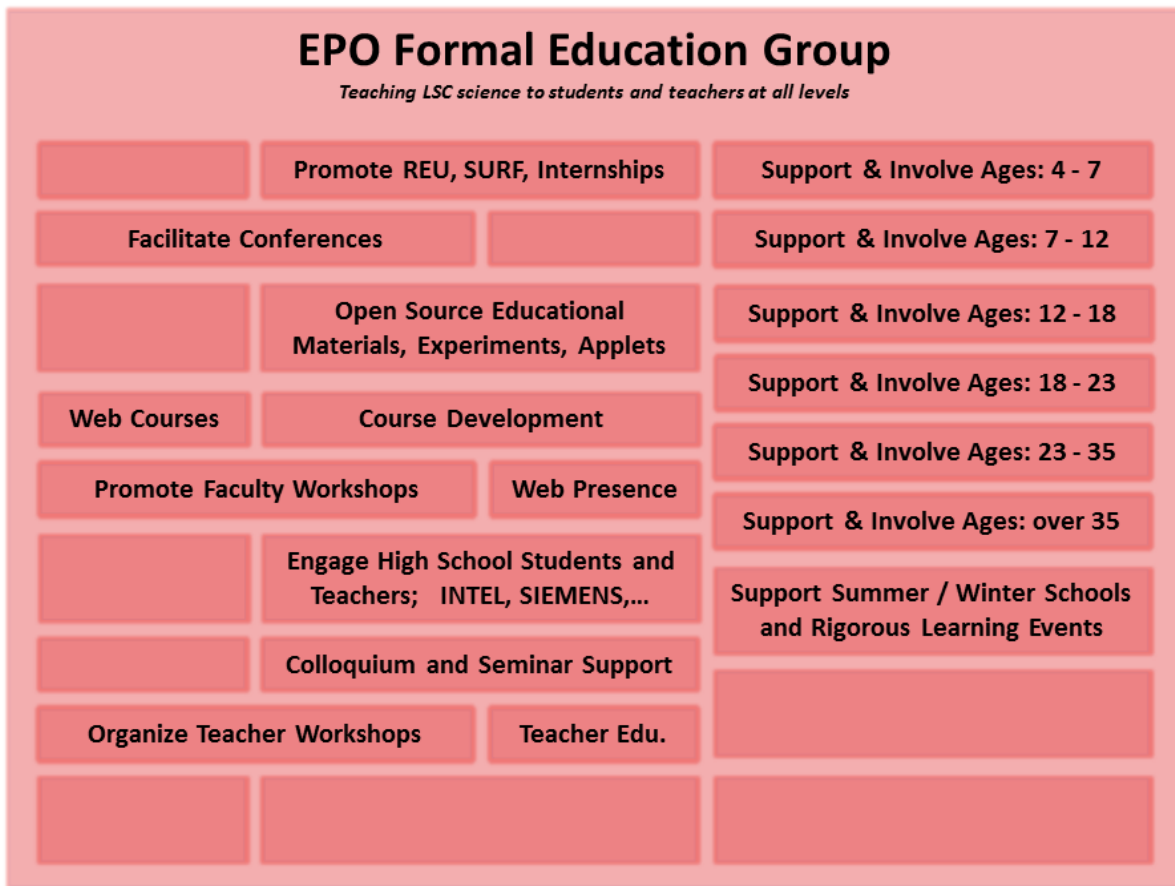 EPO Formal Education Group
Teaching LSC science to students and teachers at all levels
Promote REU, SURF, Internships
Support & Involve Ages: 4 - 7
Facilitate Conferences
Support & Involve Ages: 7 - 12
Open Source Educational
Materials, Experiments, Applets
Support & Involve Ages: 12 - 18
Support & Involve Ages: 18 - 23
Web Courses
Course Development
Support & Involve Ages: 23 - 35
Promote Faculty Workshops
Web Presence
Support & Involve Ages: over 35
Engage High School Students and
Teachers; INTEL, SIEMENS,...
Support Summer / Winter Schools
and Rigorous Learning Events
Colloquium and Seminar Support
Organize Teacher Workshops
Teacher Edu.